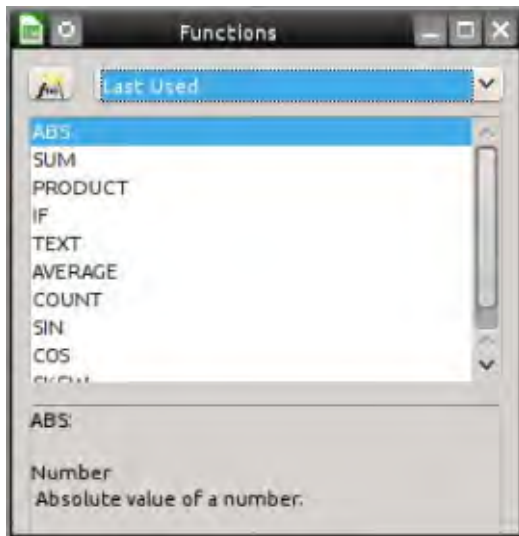 Functions
Last Used
ABS
SUM
PRODUCT
IF
TEXT
AVERAGE
COUNT
SIN
COS
ABS:
Number
Absolute value of a number.